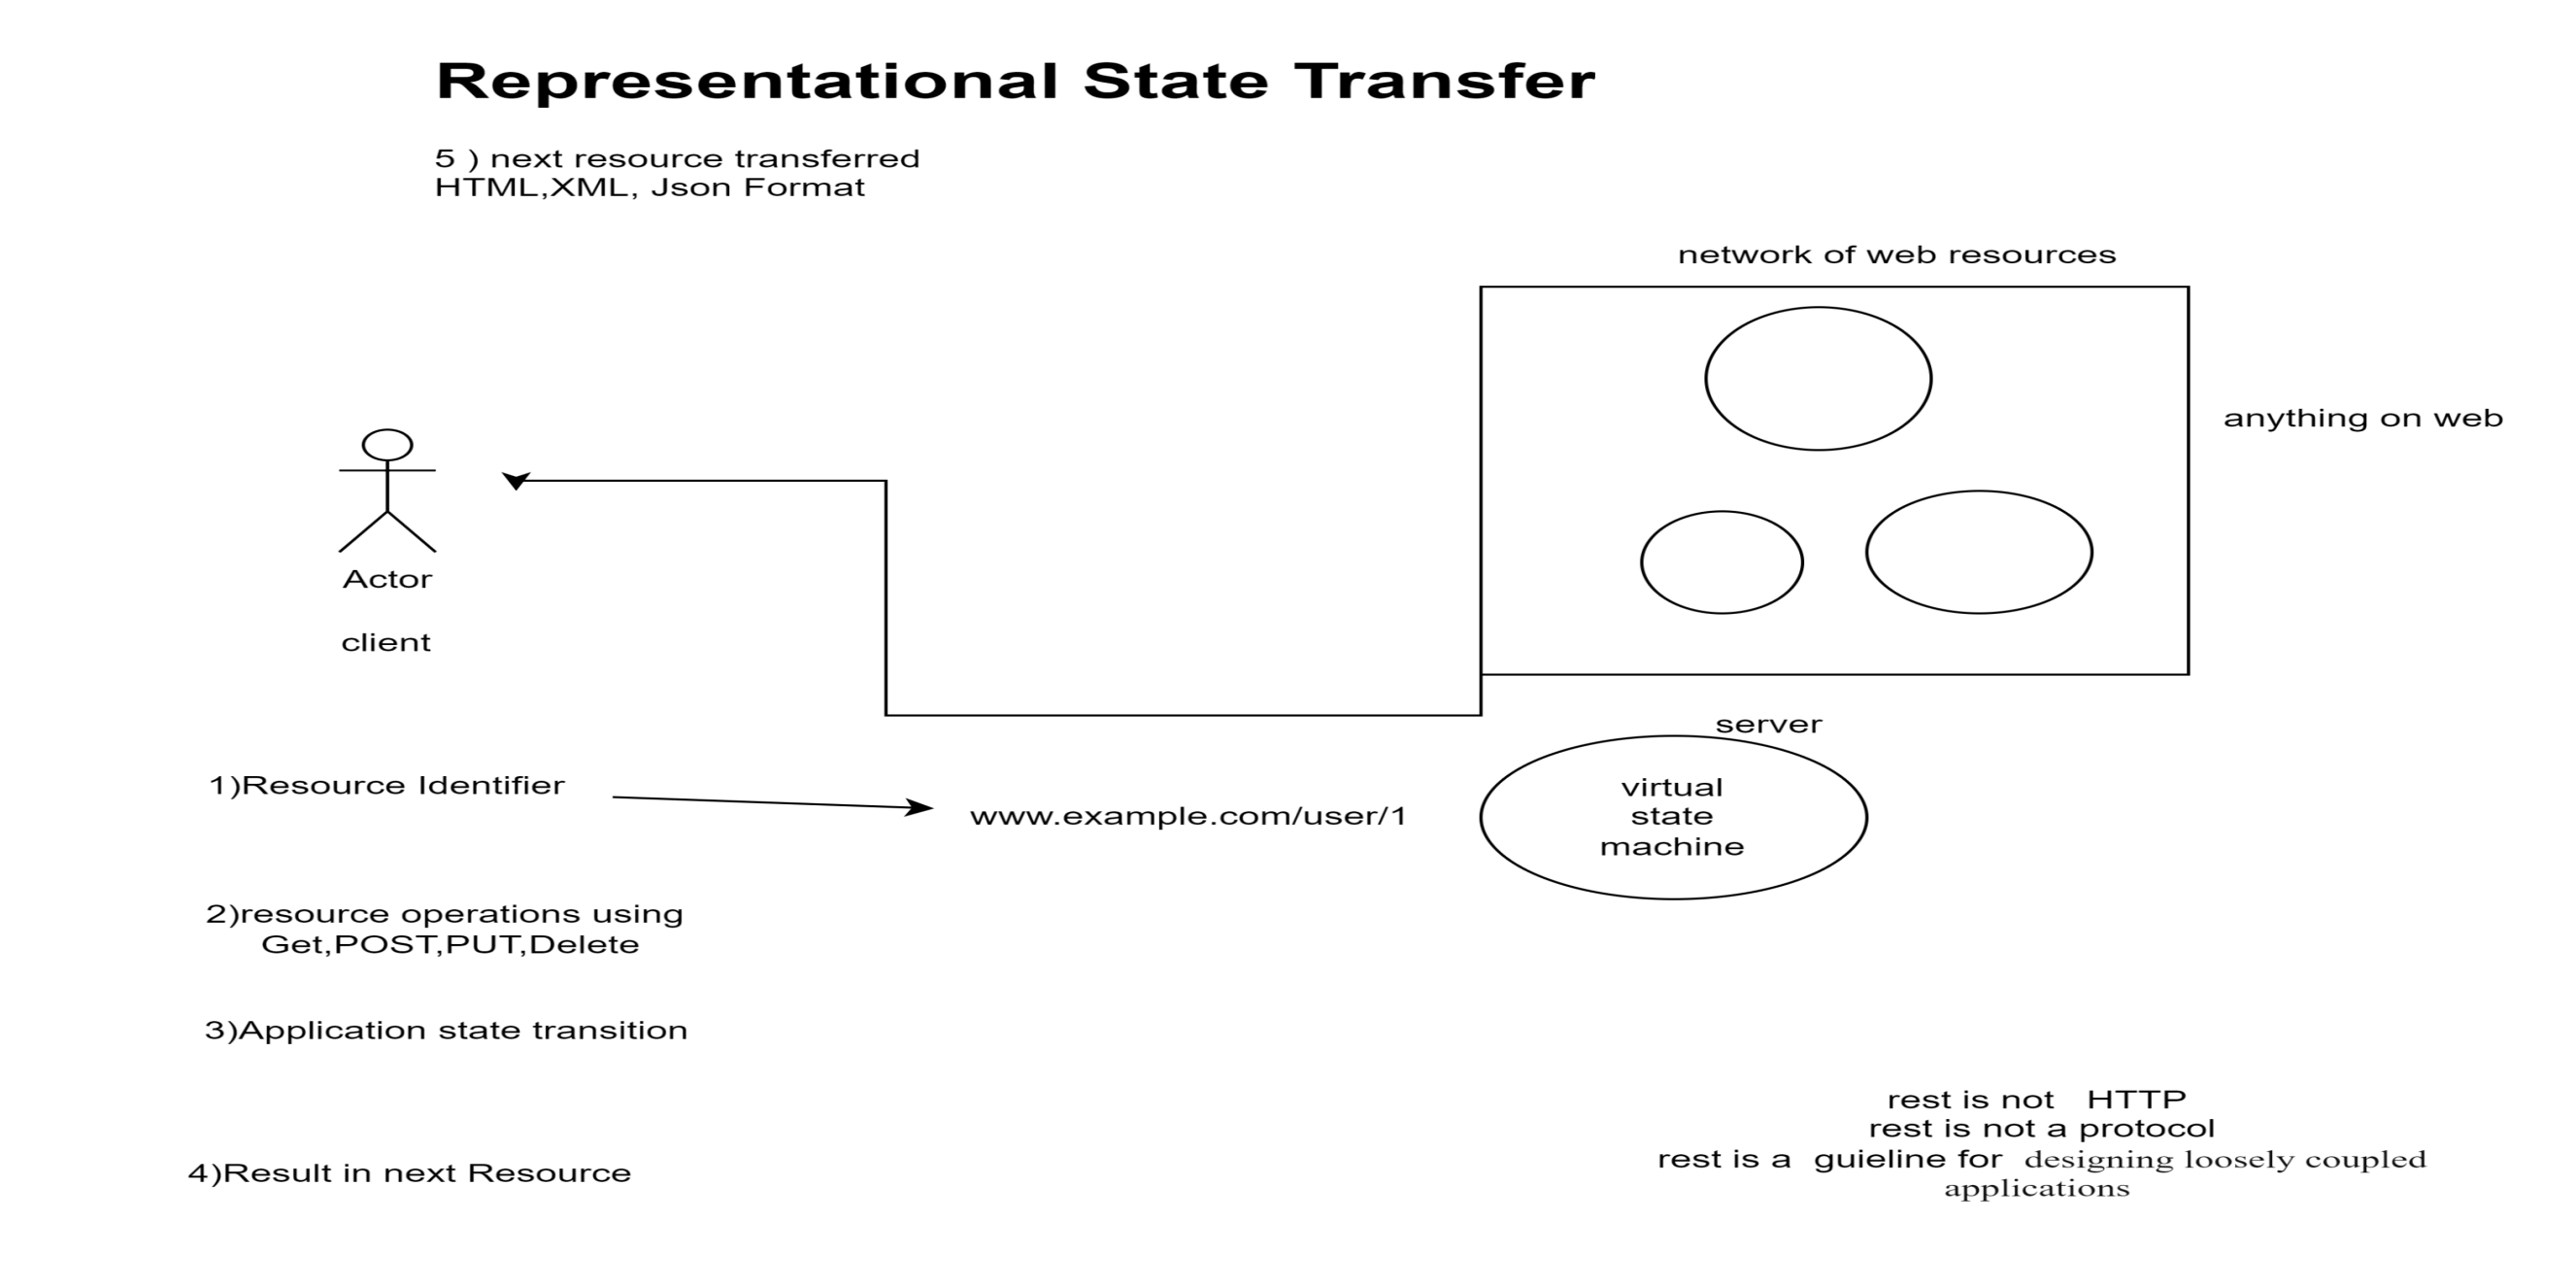 Representational State Transfer
5 ) next resource transferred
HTML,XML, Json Format
network of web resources
anything on web
Actor
client
server
1)Resource Identifier
www.example.com/user/1
virtual
state
machine
2)resource operations using
Get,POST,PUT,Delete
3)Application state transition
4)Result in next Resource
rest is not   HTTP
rest is not a protocol
rest is a  guieline for  designing loosely coupled
applications